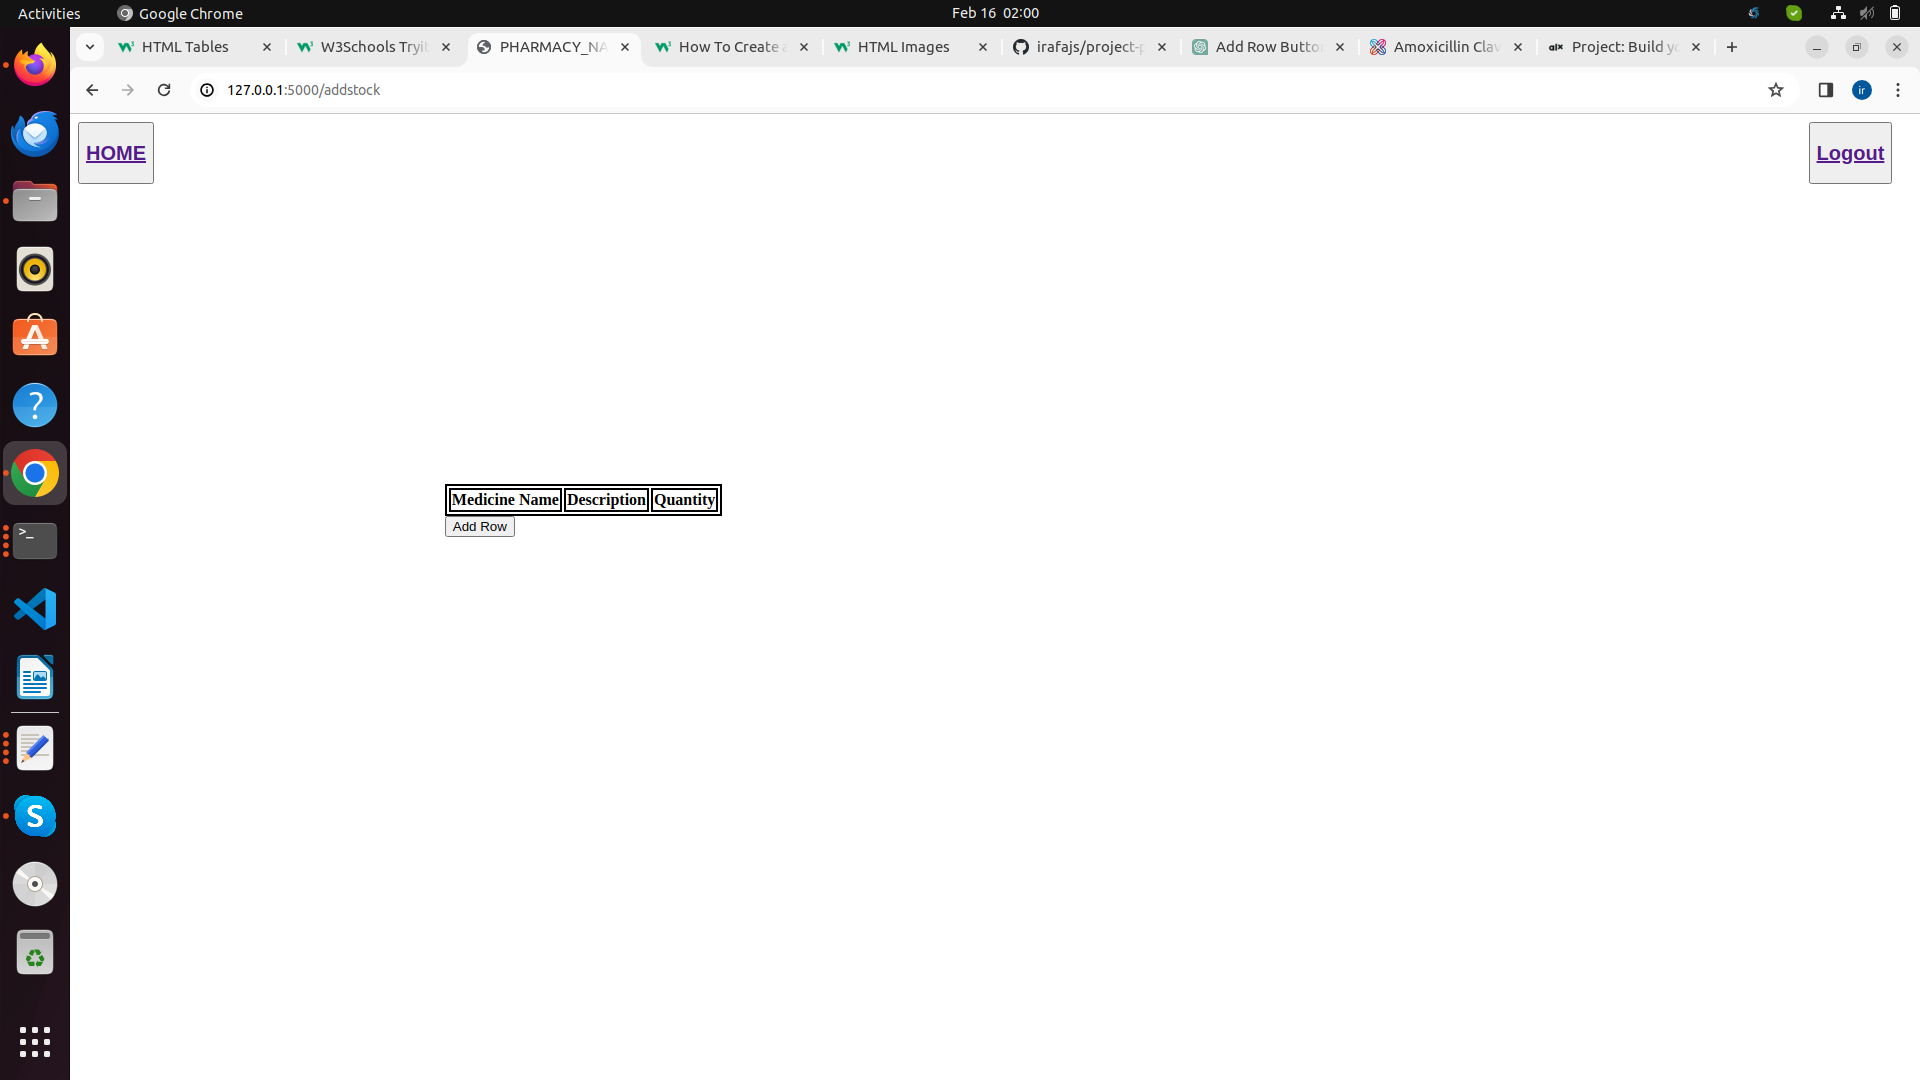 Activities Google Chrome Feb 16 02:00
HTML Tables W3Schools Tryit PHARMACY_NA How To Create a HTML Images irafajs/project-p Add Row Butto Amoxicillin Clav Project: Build yo
127.0.0.1:5000/addstock ir
HOME Logout
Medicine Name Description Quantity
Add Row